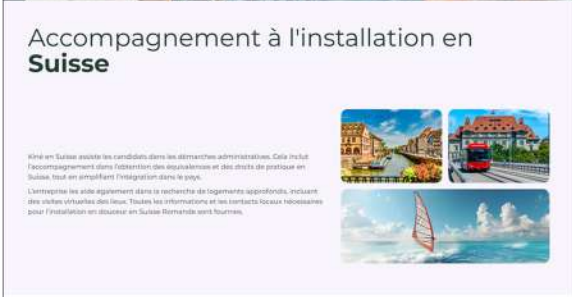 Accompagnement à l'installation en
Suisse
Kiné en Suisse assiste les candidats dans les démarches administratives. Cela inclut
l'accompagnement dans l'obtention des équivalences et des droits de pratique en
Suisse, tout en simplifiant l'intégration dans le pays.
L'entreprise les aide également dans la recherche de logements approfondis, incluant
des visites virtuelles des lieux. Toutes les informations et les contacts locaux nécessaires
pour l'installation en douceur en Suisse Romande sont fournies.